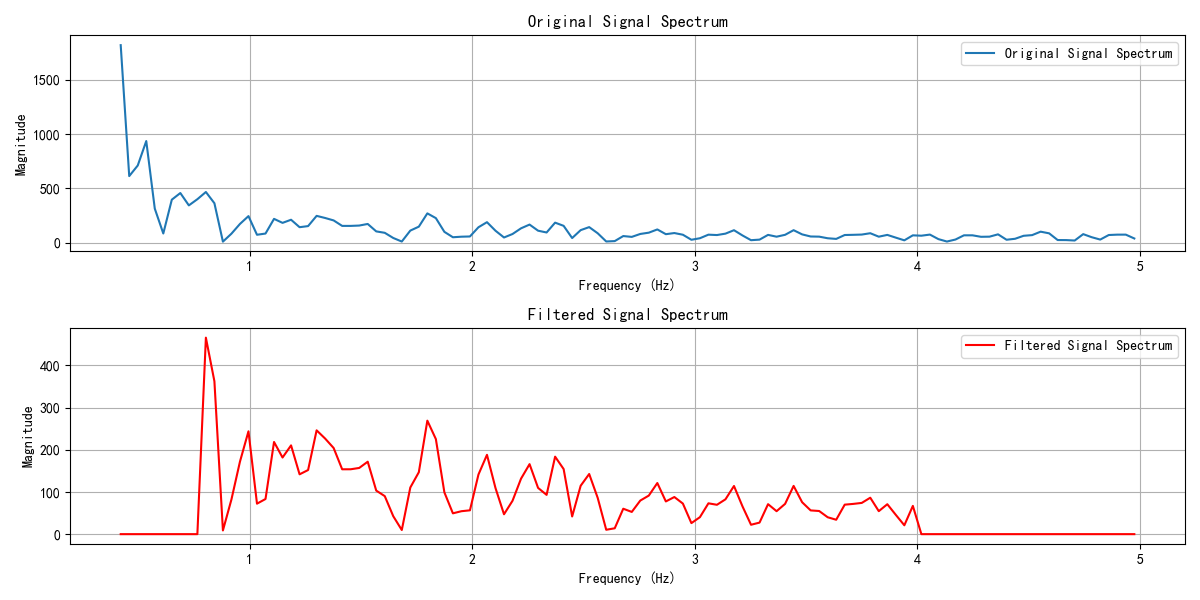 Original Signal Spectrum
Original Signal Spectrum
1500
1000
500
0
Magnitude
1 2 3 4 5
Frequency (Hz)
Filtered Signal Spectrum
Filtered Signal Spectrum
400
300
200
100
0
Magnitude
1 2 3 4 5
Frequency (Hz)